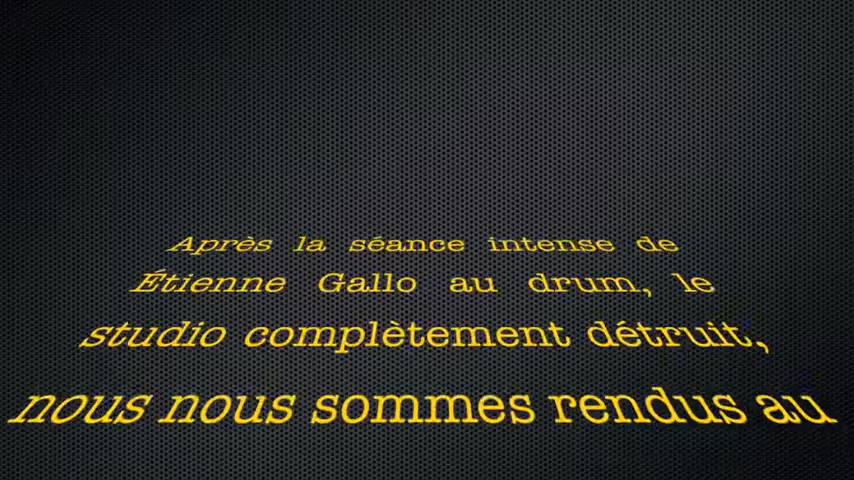 Après la séance intense de
Étienne Gallo au drum, le
studio complètement détruit,
nous nous sommes rendus au